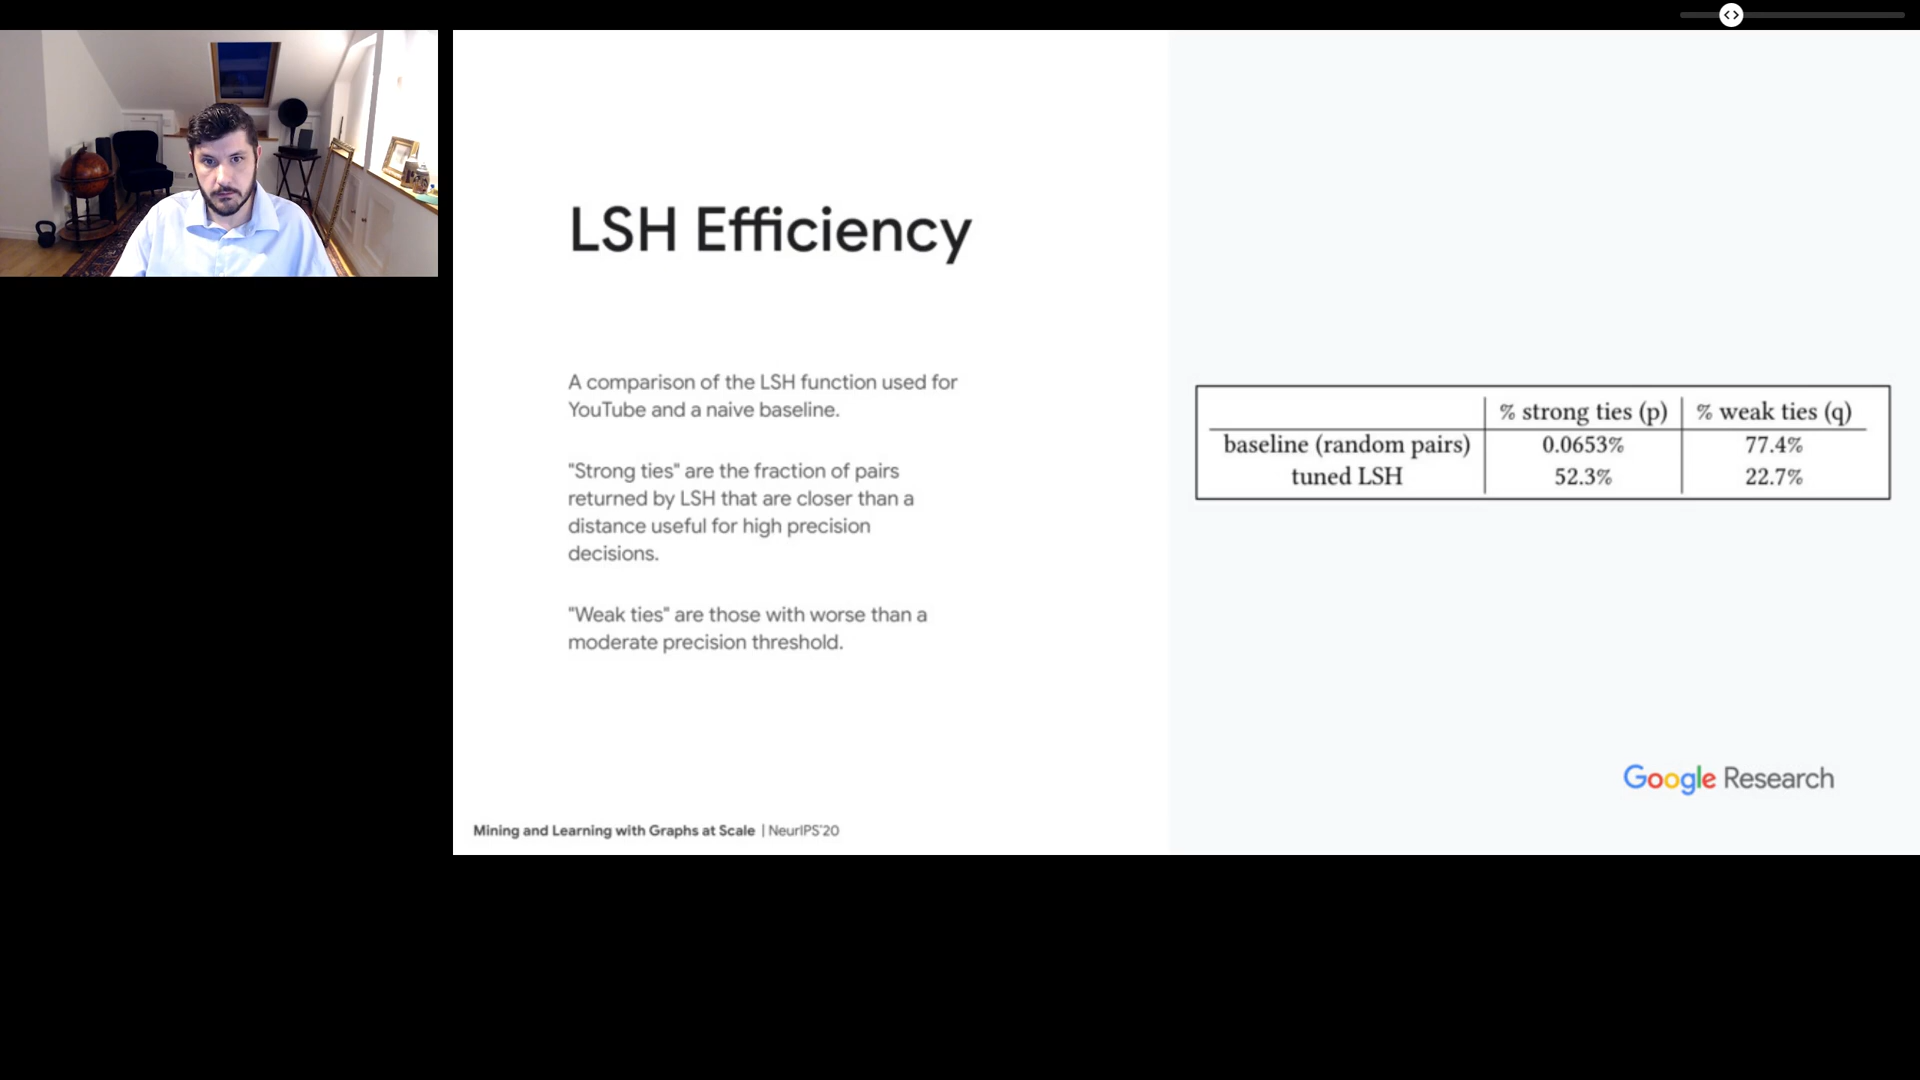 LSH Efficiency
A comparison of the LSH function used for
YouTube and a naive baseline.
"Strong ties" are the fraction of pairs
returned by LSH that are closer than a
distance useful for high precision
decisions.
"Weak ties" are those with worse than a
moderate precision threshold.
% strong ties (p) % weak ties (q)
baseline (random pairs) 0.0653% 77.4%
tuned LSH 52.3% 22.7%
Google Research
Mining and Learning with Graphs at Scale | NeurIPS'20